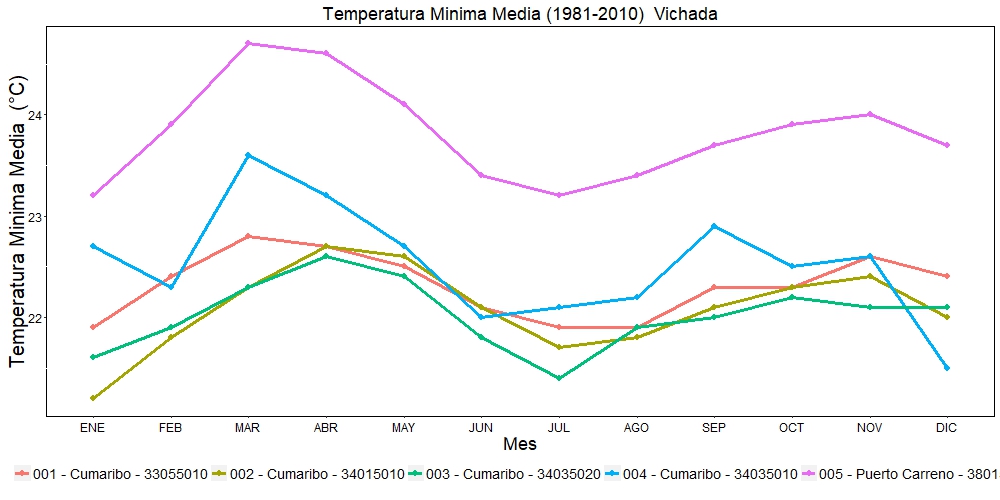 Temperatura Minima Media (1981-2010)  Vichada
Temperatura Minima Media  (°C)
24
23
22
ENE FEB MAR ABR MAY JUN JUL AGO SEP OCT NOV DIC
Mes
001 - Cumaribo - 33055010 002 - Cumaribo - 34015010 003 - Cumaribo - 34035020 004 - Cumaribo - 34035010 005 - Puerto Carreno - 3801